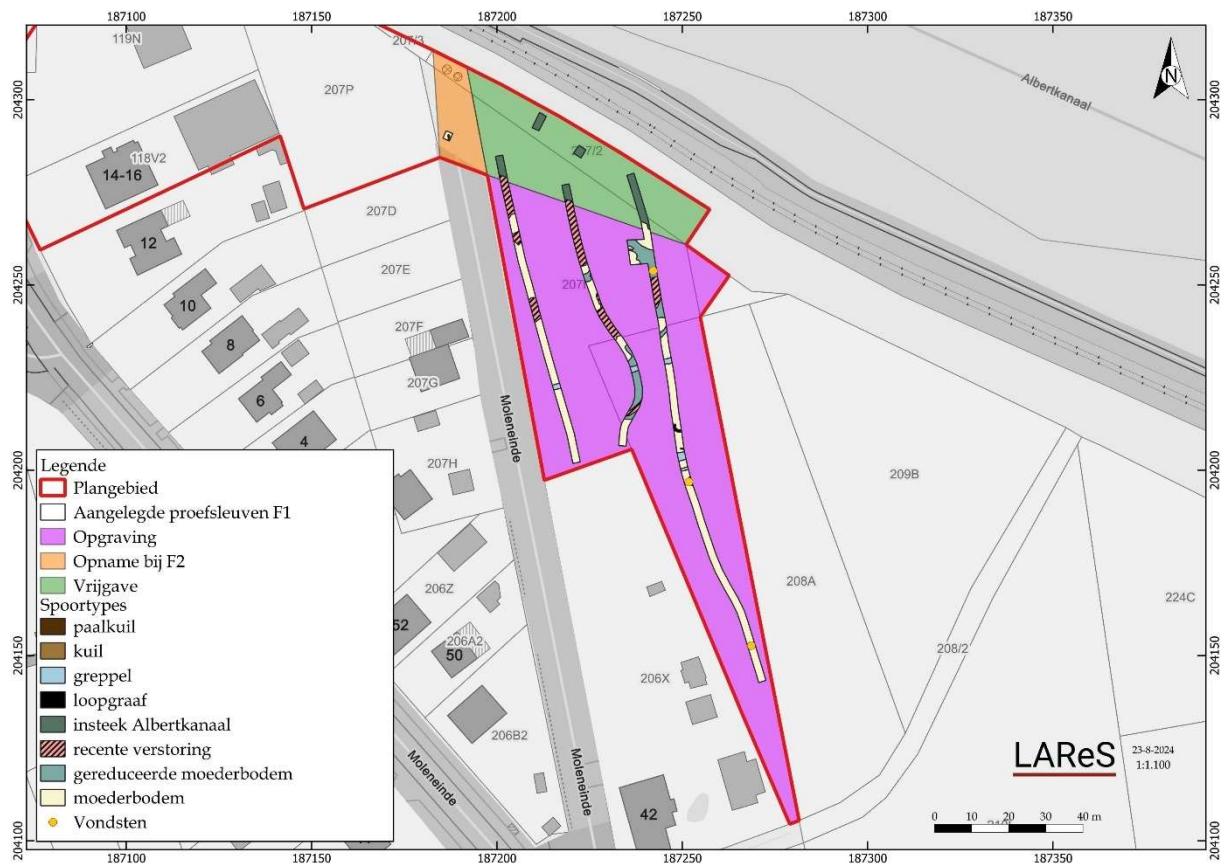 187100 187150 187200 187250 187300 187350
119N
207/3
207P
Albertkanaal
N
204300 204300
118V2
14-16
207/2
207D
12
207E
204250 204250
10
8
207F
207G
6
4
Moleneinde
207H
204200 204200
209B
Legende
Plangebied
Aangelegde proefsleuven F1
Opgraving
Opname bij F2
Vrijgave
Spoortypes
paalkuil
kuil
greppel
loopgraaf
insteek Albertkanaal
recente verstoring
gereduceerde moederbodem
moederbodem
Vondsten
206Z
208A
224C
52
206A2
50
204150 204150
208/2
206X
206B2
Moleneinde
Moleneinde
42
LAReS
23-8-2024
1:1.100
0 10 20 30 40 m
204100 204100
187100 187150 187200 187250 187300 187350